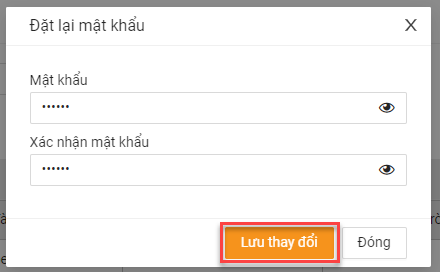 Đặt lại mật khẩu X
Mật khẩu
••••••
Xác nhận mật khẩu
••••••
Lưu thay đổi Đóng